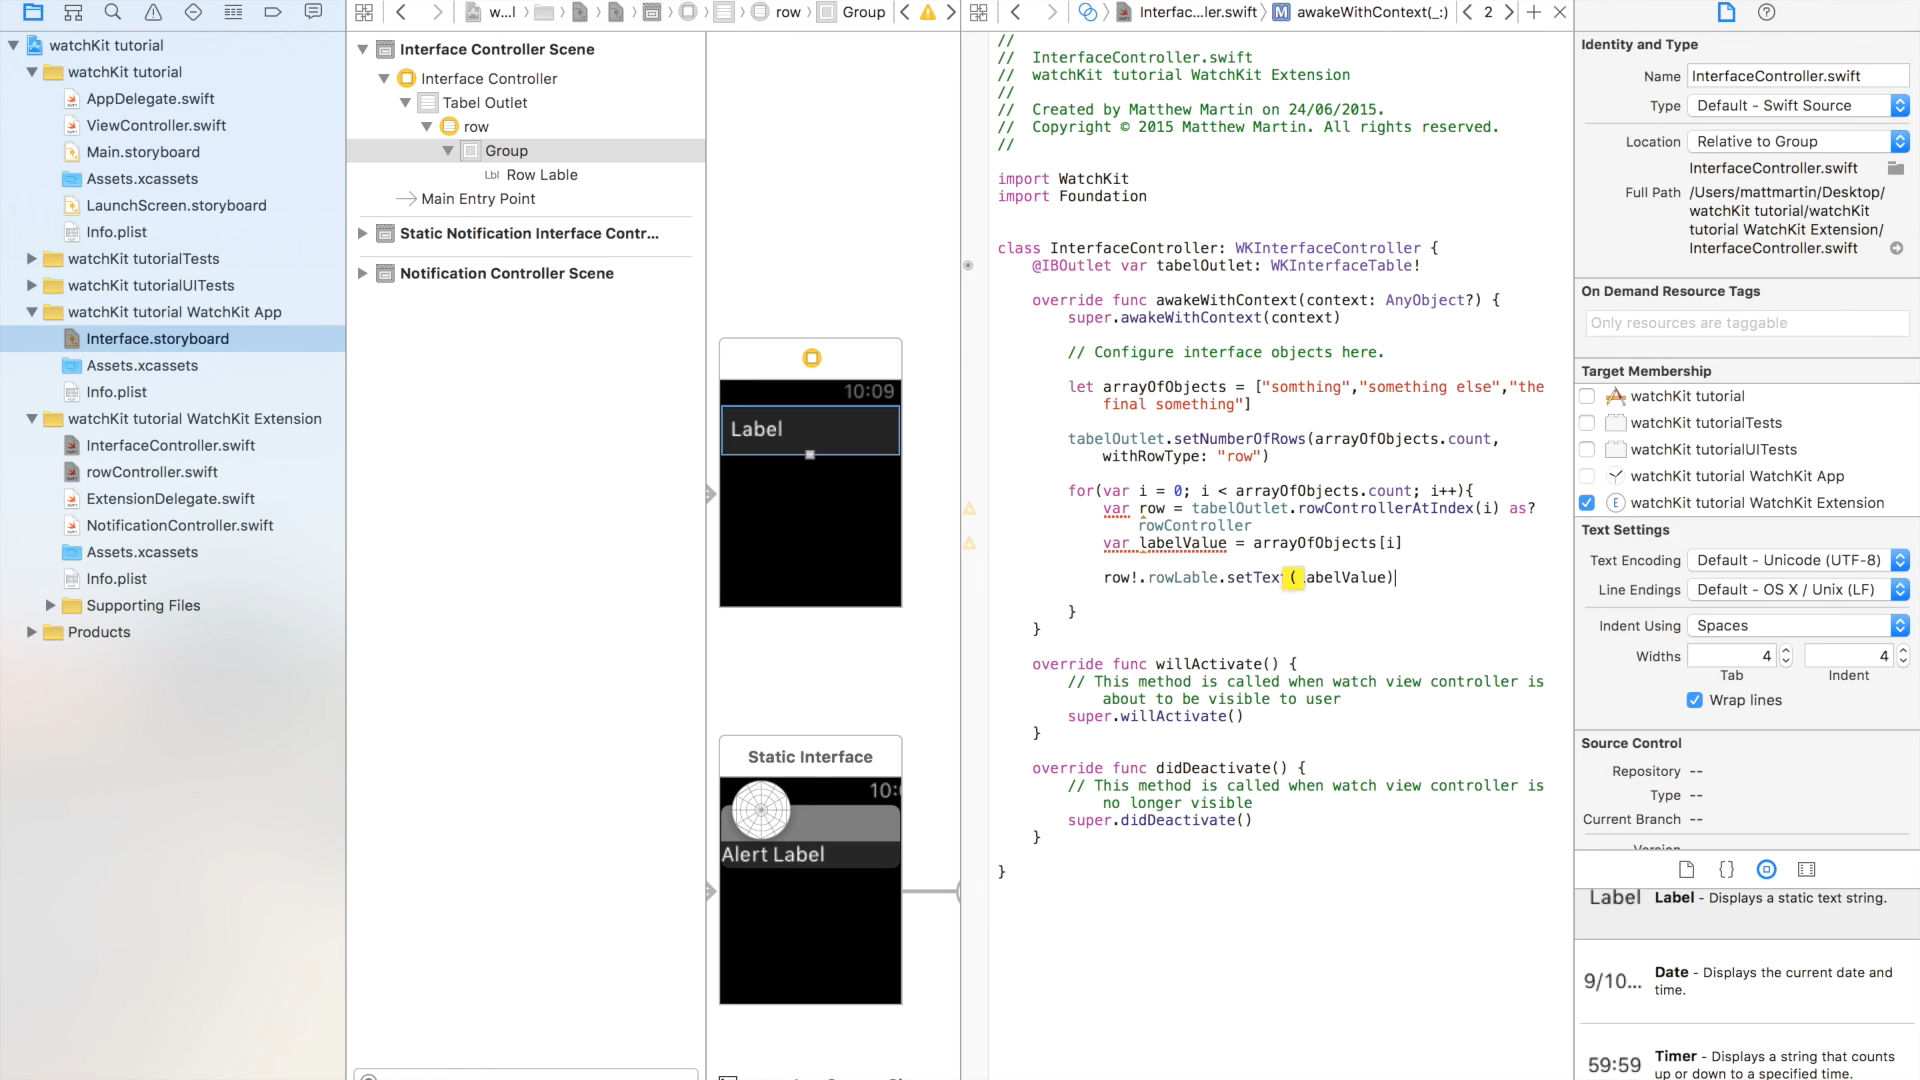 watchKit tutorial
watchKit tutorial
AppDelegate.swift
ViewController.swift
Main.storyboard
Assets.xcassets
LaunchScreen.storyboard
Info.plist
watchKit tutorialTests
watchKit tutorialUITests
watchKit tutorial WatchKit App
Interface.storyboard
Assets.xcassets
Info.plist
watchKit tutorial WatchKit Extension
InterfaceController.swift
rowController.swift
ExtensionDelegate.swift
NotificationController.swift
Assets.xcassets
Info.plist
Supporting Files
Products
w...l
row
Group
Interface Controller Scene
Interface Controller
Tabel Outlet
row
Group
Lbl Row Lable
Main Entry Point
Static Notification Interface Contr...
Notification Controller Scene
10:09
Label
Static Interface
Alert Label
Interfac...ler.swift
M awakeWithContext(_:)
2
//
//  InterfaceController.swift
//  watchKit tutorial WatchKit Extension
//
//  Created by Matthew Martin on 24/06/2015.
//  Copyright © 2015 Matthew Martin. All rights reserved.
//
import WatchKit
import Foundation
class InterfaceController: WKInterfaceController {
@IBOutlet var tabelOutlet: WKInterfaceTable!
override func awakeWithContext(context: AnyObject?) {
super.awakeWithContext(context)
// Configure interface objects here.
let arrayOfObjects = ["somthing","something else","the
final something"]
tabelOutlet.setNumberOfRows(arrayOfObjects.count,
withRowType: "row")
for(var i = 0; i < arrayOfObjects.count; i++){
var row = tabelOutlet.rowControllerAtIndex(i) as?
rowController
var labelValue = arrayOfObjects[i]
row!.rowLable.setText(labelValue)
}
}
override func willActivate() {
// This method is called when watch view controller is
about to be visible to user
super.willActivate()
}
override func didDeactivate() {
// This method is called when watch view controller is
no longer visible
super.didDeactivate()
}
}
Identity and Type
Name InterfaceController.swift
Type Default - Swift Source
Location Relative to Group
InterfaceController.swift
Full Path /Users/mattmartin/Desktop/
watchKit tutorial/watchKit
tutorial WatchKit Extension/
InterfaceController.swift
On Demand Resource Tags
Only resources are taggable
Target Membership
watchKit tutorial
watchKit tutorialTests
watchKit tutorialUITests
watchKit tutorial WatchKit App
E watchKit tutorial WatchKit Extension
Text Settings
Text Encoding Default - Unicode (UTF-8)
Line Endings Default - OS X / Unix (LF)
Indent Using Spaces
Widths 4 4
Tab Indent
Wrap lines
Source Control
Repository --
Type --
Current Branch --
Version
Label Label - Displays a static text string.
9/10... Date - Displays the current date and
time.
59:59 Timer - Displays a string that counts
up or down to a specified time.